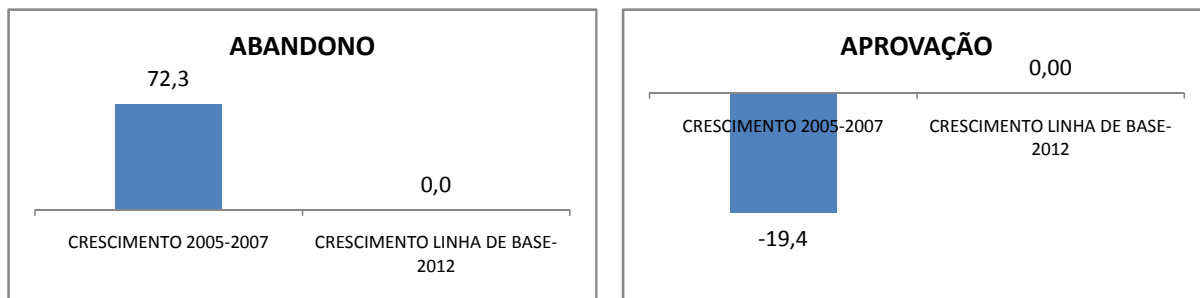 ABANDONO
72,3
0,0
CRESCIMENTO 2005-2007
CRESCIMENTO LINHA DE BASE-
2012
APROVAÇÃO
0,00
CRESCIMENTO 2005-2007
CRESCIMENTO LINHA DE BASE-
2012
-19,4